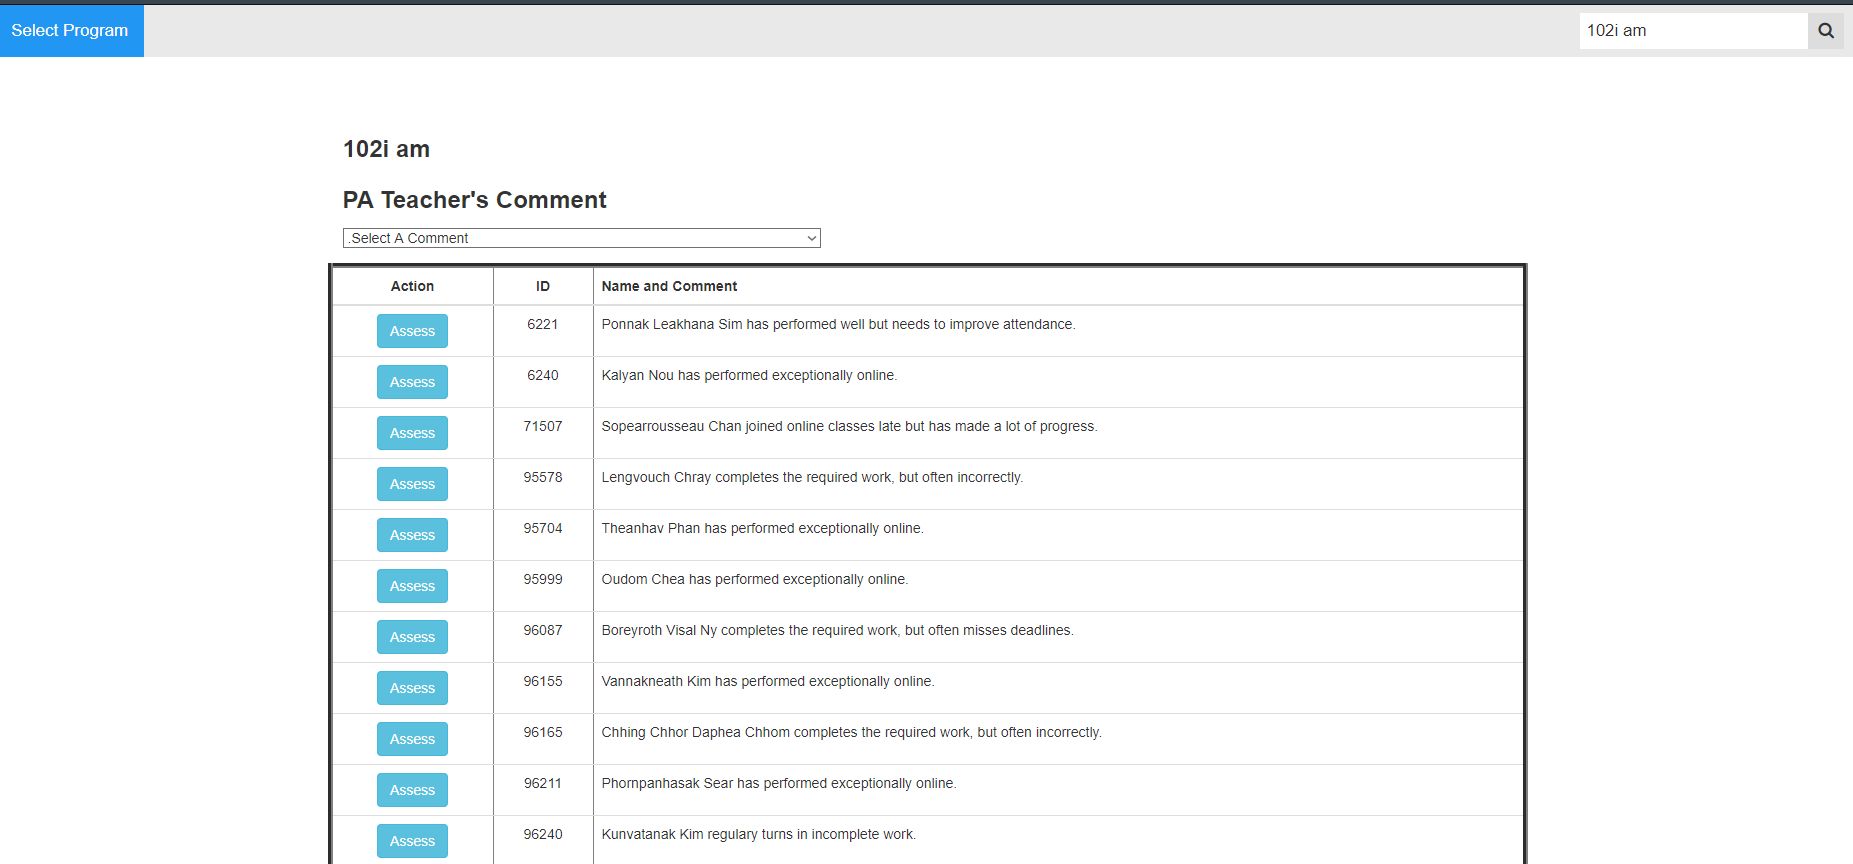 Select Program
102i am
102i am
PA Teacher's Comment
.Select A Comment
Action ID Name and Comment
Assess 6221 Ponnak Leakhana Sim has performed well but needs to improve attendance.
Assess 6240 Kalyan Nou has performed exceptionally online.
Assess 71507 Sopearrousseau Chan joined online classes late but has made a lot of progress.
Assess 95578 Lengvouch Chray completes the required work, but often incorrectly.
Assess 95704 Theanhav Phan has performed exceptionally online.
Assess 95999 Oudom Chea has performed exceptionally online.
Assess 96087 Boreyroth Visal Ny completes the required work, but often misses deadlines.
Assess 96155 Vannakneath Kim has performed exceptionally online.
Assess 96165 Chhing Chhor Daphea Chhom completes the required work, but often incorrectly.
Assess 96211 Phornpanhasak Sear has performed exceptionally online.
Assess 96240 Kunvatanak Kim regulary turns in incomplete work.